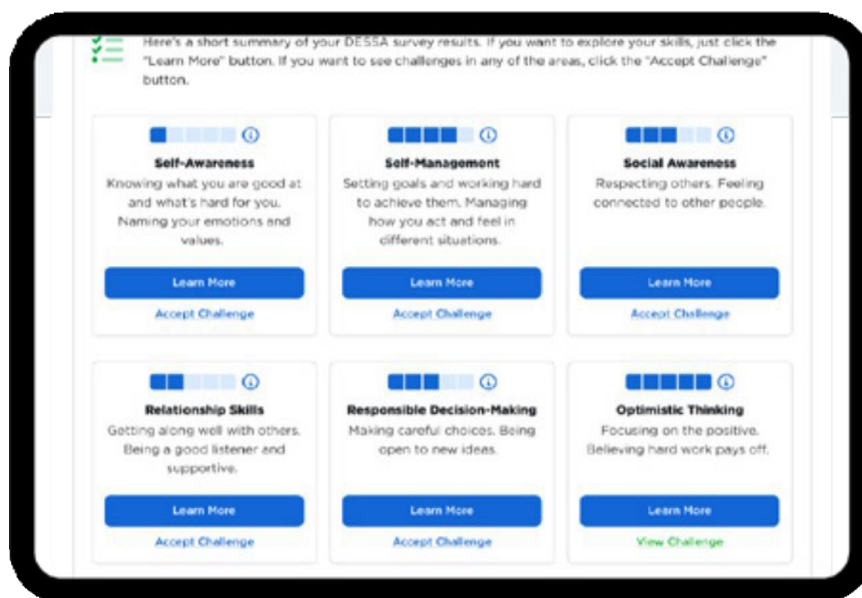 Here's a short summary of your DESSA survey results. If you want to explore your skills, just click the
"Learn More" button. If you want to see challenges in any of the areas, click the "Accept Challenge"
button.
Self-Awareness
Knowing what you are good at
and what's hard for you.
Naming your emotions and
values.
Learn More
Accept Challenge
Self-Management
Setting goals and working hard
to achieve them. Managing
how you act and feel in
different situations.
Learn More
Accept Challenge
Social Awareness
Respecting others. Feeling
connected to other people.
Learn More
Accept Challenge
Relationship Skills
Getting along well with others.
Being a good listener and
supportive.
Learn More
Accept Challenge
Responsible Decision-Making
Making careful choices. Being
open to new ideas.
Learn More
Accept Challenge
Optimistic Thinking
Focusing on the positive.
Believing hard work pays off.
Learn More
View Challenge